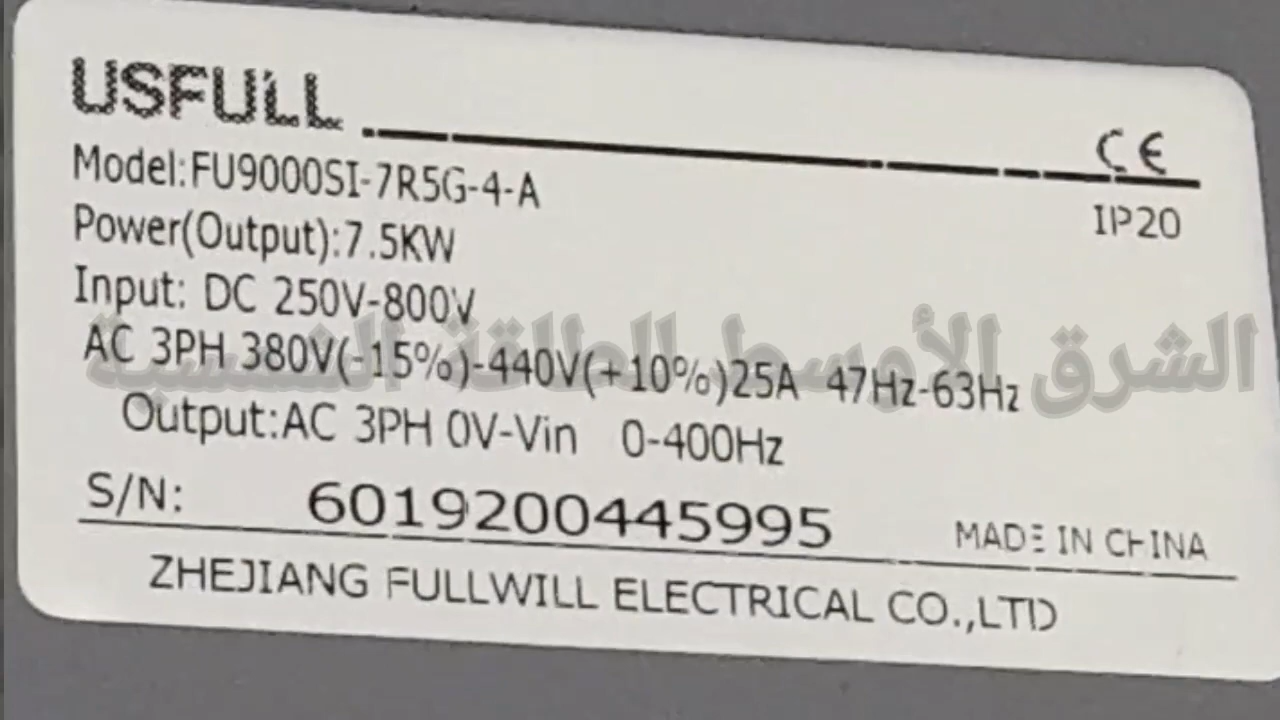 USFULL
CE
Model:FU9000SI-7R5G-4-A
IP20
Power(Output):7.5KW
Input: DC 250V-800V
AC 3PH 380V(-15%)-440V(+10%)25A 47Hz-63Hz
الشرق الأوسط للطاقة الشمسية
Output:AC 3PH 0V-Vin 0-400Hz
S/N: 6019200445995
MADE IN CHINA
ZHEJIANG FULLWILL ELECTRICAL CO.,LTD